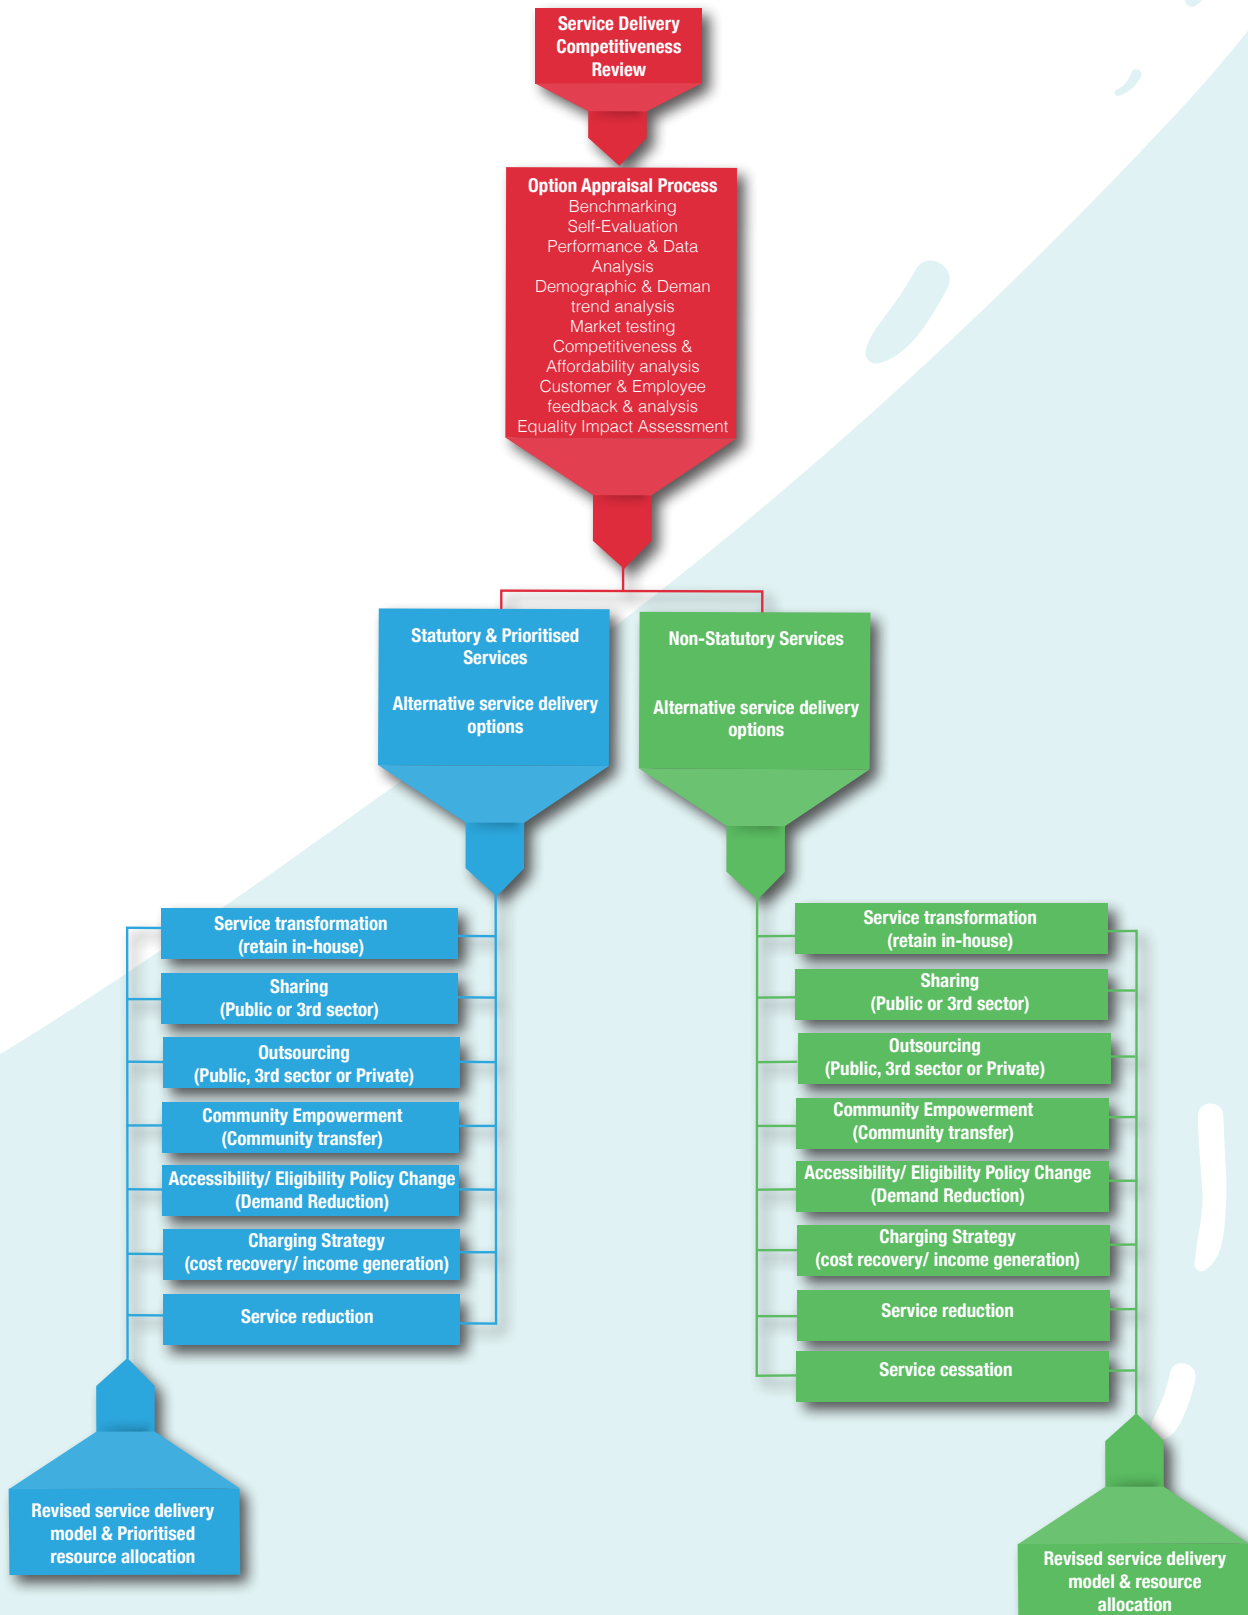 Service Delivery
Competitiveness
Review
Option Appraisal Process
Benchmarking
Self-Evaluation
Performance & Data
Analysis
Demographic & Deman
trend analysis
Market testing
Competitiveness &
Affordability analysis
Customer & Employee
feedback & analysis
Equality Impact Assessment
Statutory & Prioritised
Services
Alternative service delivery
options
Non-Statutory Services
Alternative service delivery
options
Service transformation
(retain in-house)
Sharing
(Public or 3rd sector)
Outsourcing
(Public, 3rd sector or Private)
Community Empowerment
(Community transfer)
Accessibility/ Eligibility Policy Change
(Demand Reduction)
Charging Strategy
(cost recovery/ income generation)
Service reduction
Revised service delivery
model & Prioritised
resource allocation
Service transformation
(retain in-house)
Sharing
(Public or 3rd sector)
Outsourcing
(Public, 3rd sector or Private)
Community Empowerment
(Community transfer)
Accessibility/ Eligibility Policy Change
(Demand Reduction)
Charging Strategy
(cost recovery/ income generation)
Service reduction
Service cessation
Revised service delivery
model & resource
allocation